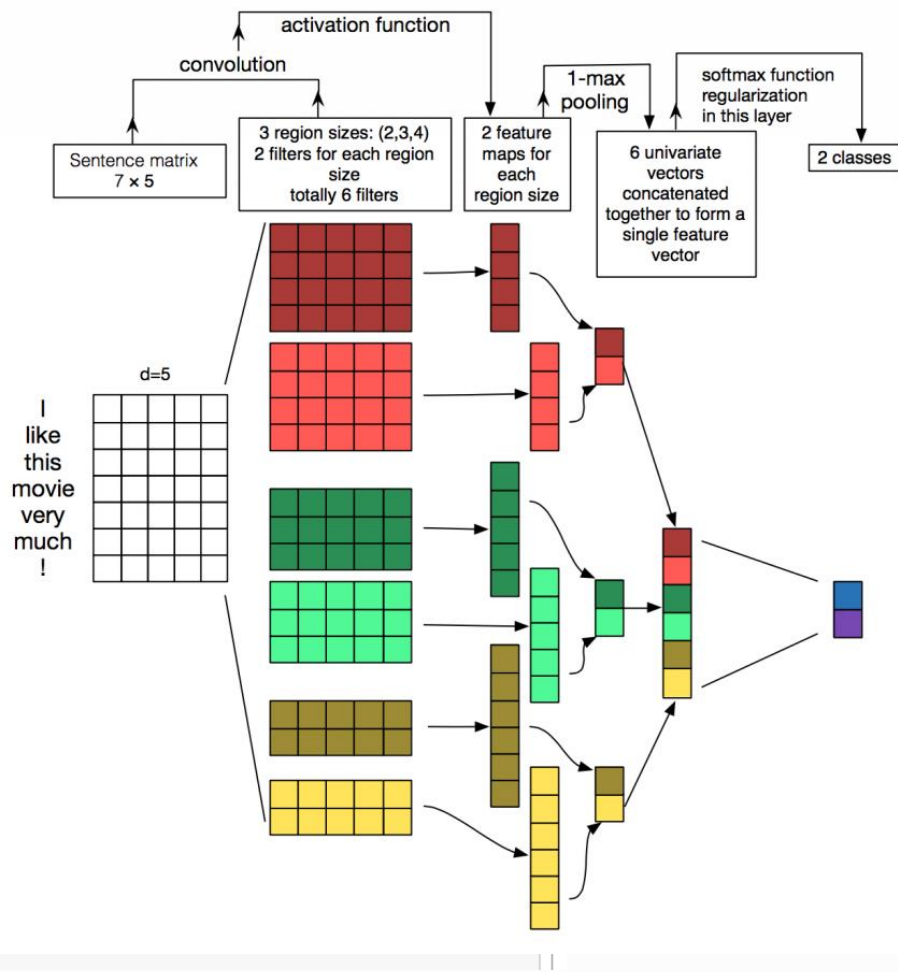 activation function
convolution
1-max
pooling
softmax function
regularization
in this layer
Sentence matrix
7 × 5
3 region sizes: (2,3,4)
2 filters for each region
size
totally 6 filters
2 feature
maps for
each
region size
6 univariate
vectors
concatenated
together to form a
single feature
vector
2 classes
d=5
I
like
this
movie
very
much
!